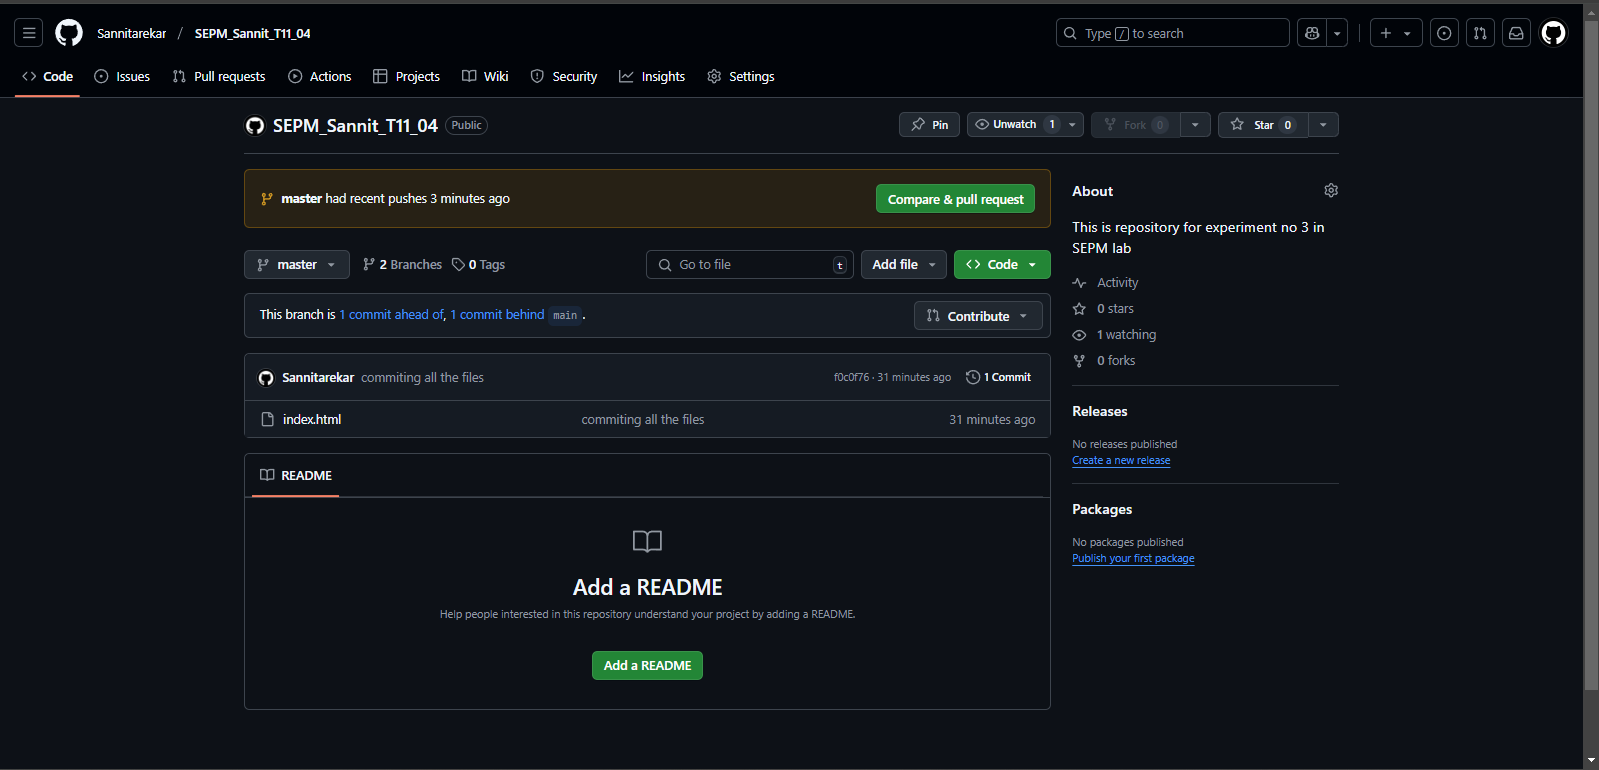 Sannitarekar / SEPM_Sannit_T11_04
Type / to search
Code
Issues
Pull requests
Actions
Projects
Wiki
Security
Insights
Settings
SEPM_Sannit_T11_04 Public
Pin
Unwatch 1
Fork 0
Star 0
master had recent pushes 3 minutes ago
Compare & pull request
master
2 Branches
0 Tags
Go to file
t
Add file
Code
This branch is 1 commit ahead of, 1 commit behind main .
Contribute
Sannitarekar commiting all the files
f0c0f76 · 31 minutes ago
1 Commit
index.html
commiting all the files
31 minutes ago
README
Add a README
Help people interested in this repository understand your project by adding a README.
Add a README
About
This is repository for experiment no 3 in
SEPM lab
Activity
0 stars
1 watching
0 forks
Releases
No releases published
Create a new release
Packages
No packages published
Publish your first package